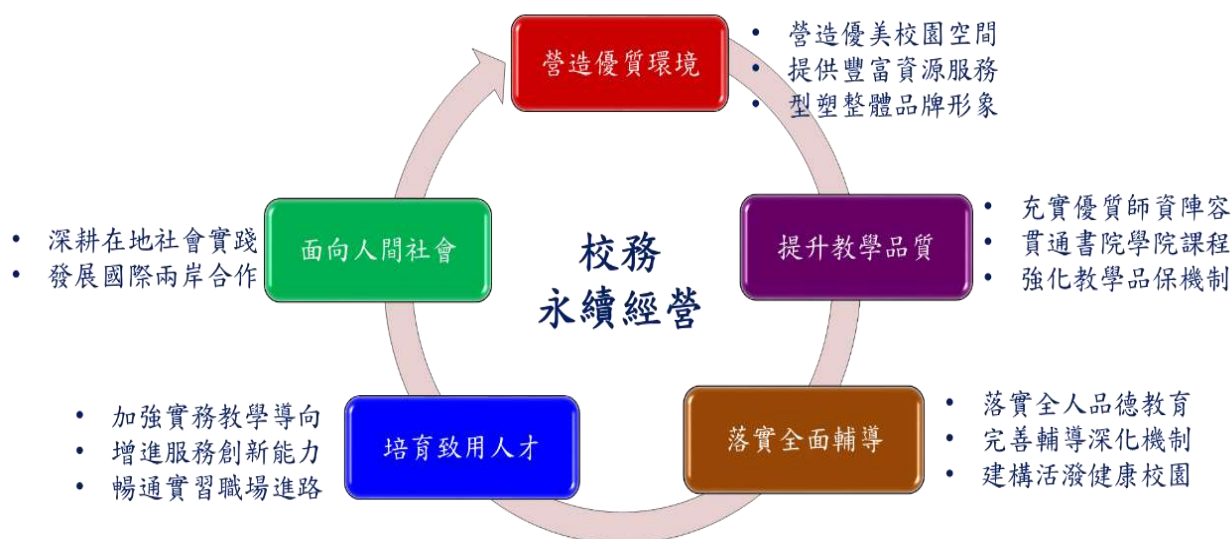 營造優質環境
• 營造優美校園空間
• 提供豐富資源服務
• 型塑整體品牌形象
提升教學品質
• 充實優質師資陣容
• 貫通書院學院課程
• 強化教學品保機制
落實全面輔導
• 落實全人品德教育
• 完善輔導深化機制
• 建構活潑健康校園
培育致用人才
• 加強實務教學導向
• 增進服務創新能力
• 暢通實習職場進路
面向人間社會
• 深耕在地社會實踐
• 發展國際兩岸合作
校務
永續經營